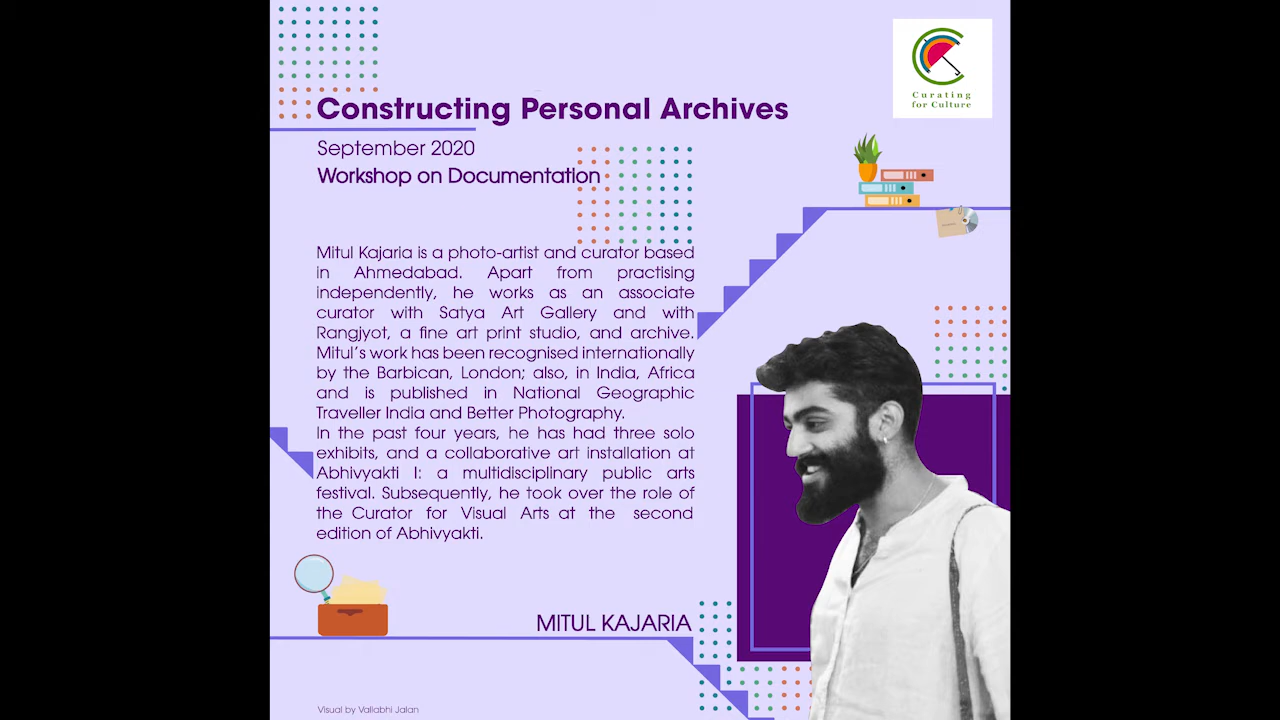 Curating
for Culture
Constructing Personal Archives
September 2020
Workshop on Documentation
Mitul Kajaria is a photo-artist and curator based
in Ahmedabad. Apart from practising
independently, he works as an associate
curator with Satya Art Gallery and with
Rangjyot, a fine art print studio, and archive.
Mitul's work has been recognised internationally
by the Barbican, London; also, in India, Africa
and is published in National Geographic
Traveller India and Better Photography.
In the past four years, he has had three solo
exhibits, and a collaborative art installation at
Abhivyakti I: a multidisciplinary public arts
festival. Subsequently, he took over the role of
the Curator for Visual Arts at the second
edition of Abhivyakti.
MITUL KAJARIA
Visual by Vallabhi Jalan